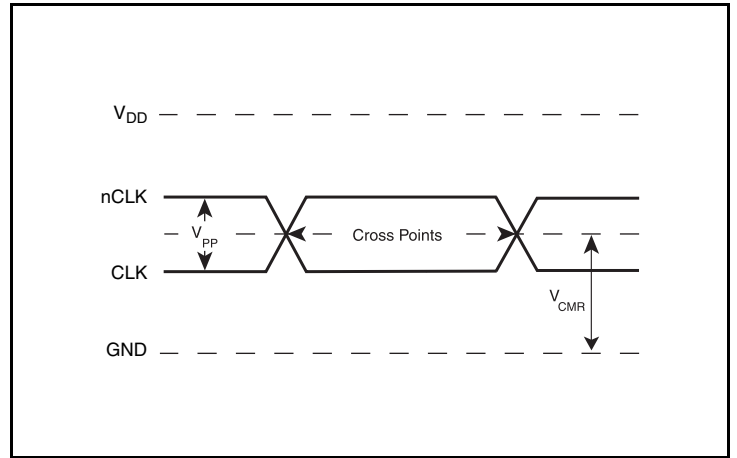 VDD
nCLK
VPP
Cross Points
CLK
VCMR
GND